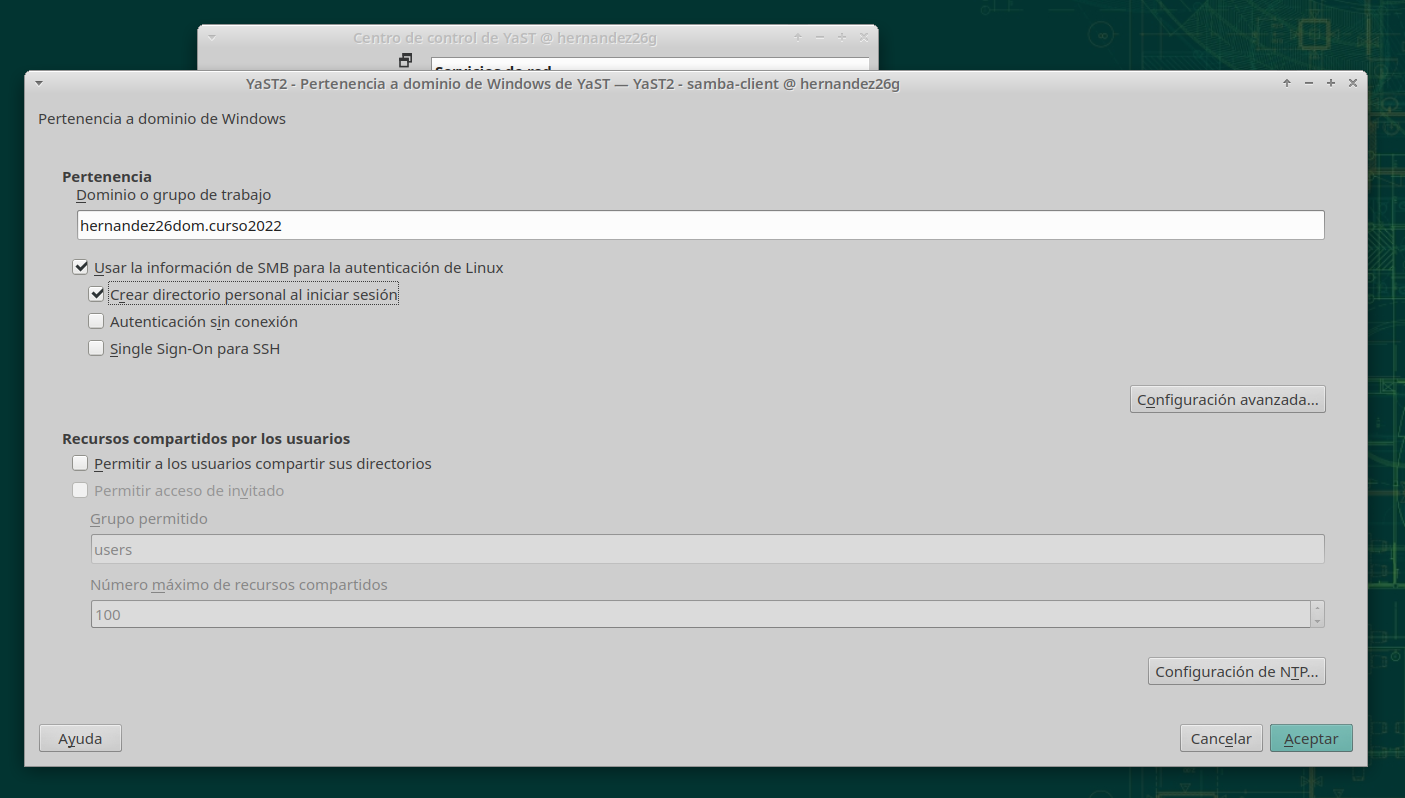 Centro de control de YaST @ hernandez26g
Servicios de red
YaST2 - Pertenencia a dominio de Windows de YaST — YaST2 - samba-client @ hernandez26g
Pertenencia a dominio de Windows
Pertenencia
Dominio o grupo de trabajo
hernandez26dom.curso2022
Usar la información de SMB para la autenticación de Linux
Crear directorio personal al iniciar sesión
Autenticación sin conexión
Single Sign-On para SSH
Configuración avanzada...
Recursos compartidos por los usuarios
Permitir a los usuarios compartir sus directorios
Permitir acceso de invitado
Grupo permitido
users
Número máximo de recursos compartidos
100
Configuración de NTP...
Ayuda
Cancelar
Aceptar